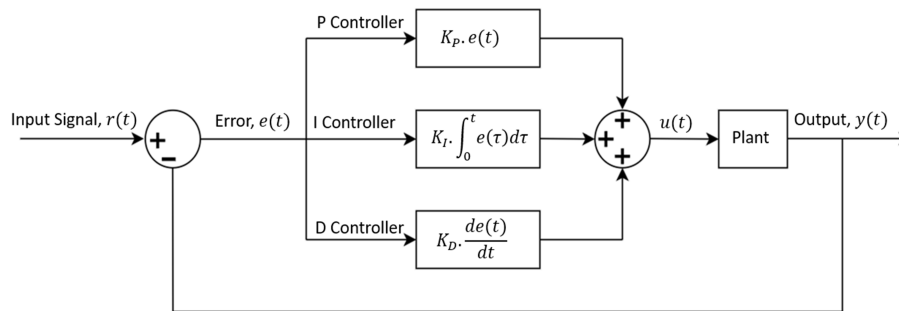 P Controller
K_P. e(t)
Input Signal, r(t)
+
−
Error, e(t)
I Controller
K_I. ∫_0^t e(τ)dτ
+
+
+
u(t)
Plant
Output, y(t)
D Controller
K_D. de(t)/dt